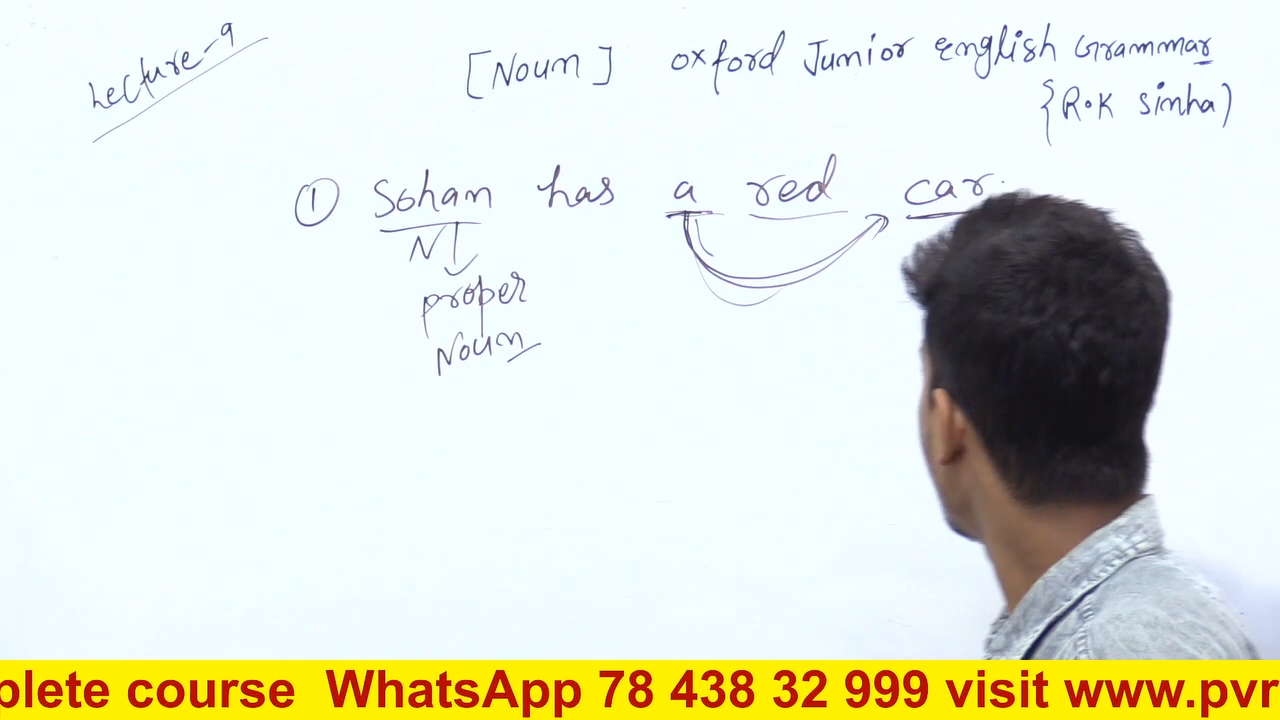 Lecture-9
[Noun] Oxford Junior English Grammar
{R.K Sinha)
① Sohan has a red car.
N
proper
Noun
plete course WhatsApp 78 438 32 999 visit www.pvr